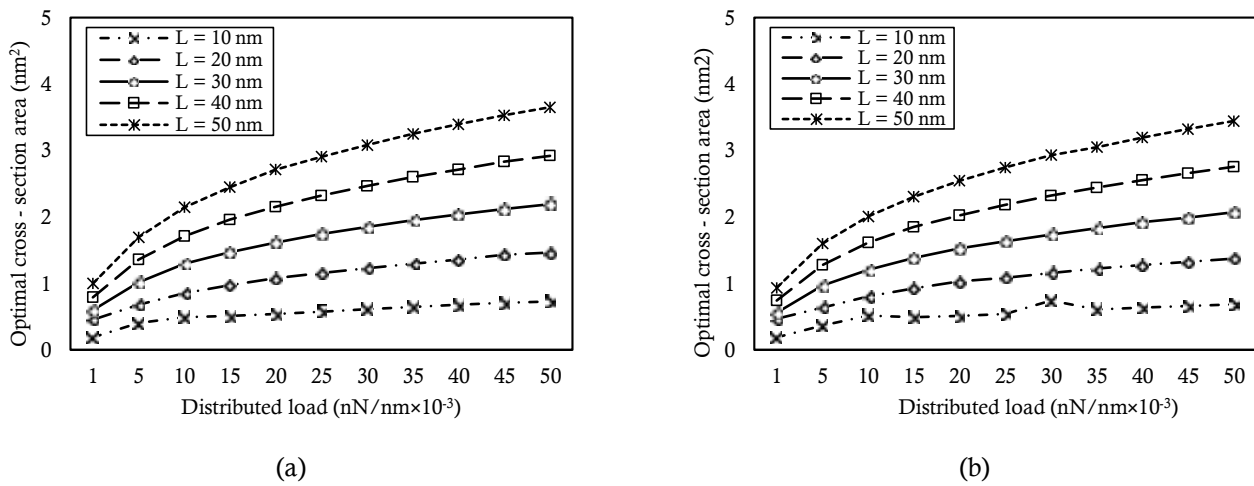 Optimal cross - section area (nm²)
5
4
3
2
1
0
L = 10 nm
L = 20 nm
L = 30 nm
L = 40 nm
L = 50 nm
1 5 10 15 20 25 30 35 40 45 50
Distributed load (nN/nm×10⁻³)
(a)
Optimal cross - section area (nm2)
5
4
3
2
1
0
L = 10 nm
L = 20 nm
L = 30 nm
L = 40 nm
L = 50 nm
1 5 10 15 20 25 30 35 40 45 50
Distributed load (nN/nm×10⁻³)
(b)